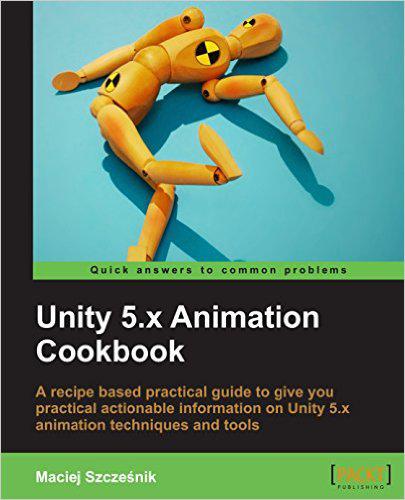 Quick answers to common problems
Unity 5.x Animation
Cookbook
A recipe based practical guide to give you
practical actionable information on Unity 5.x
animation techniques and tools
Maciej Szcześnik
[PACKT]
PUBLISHING